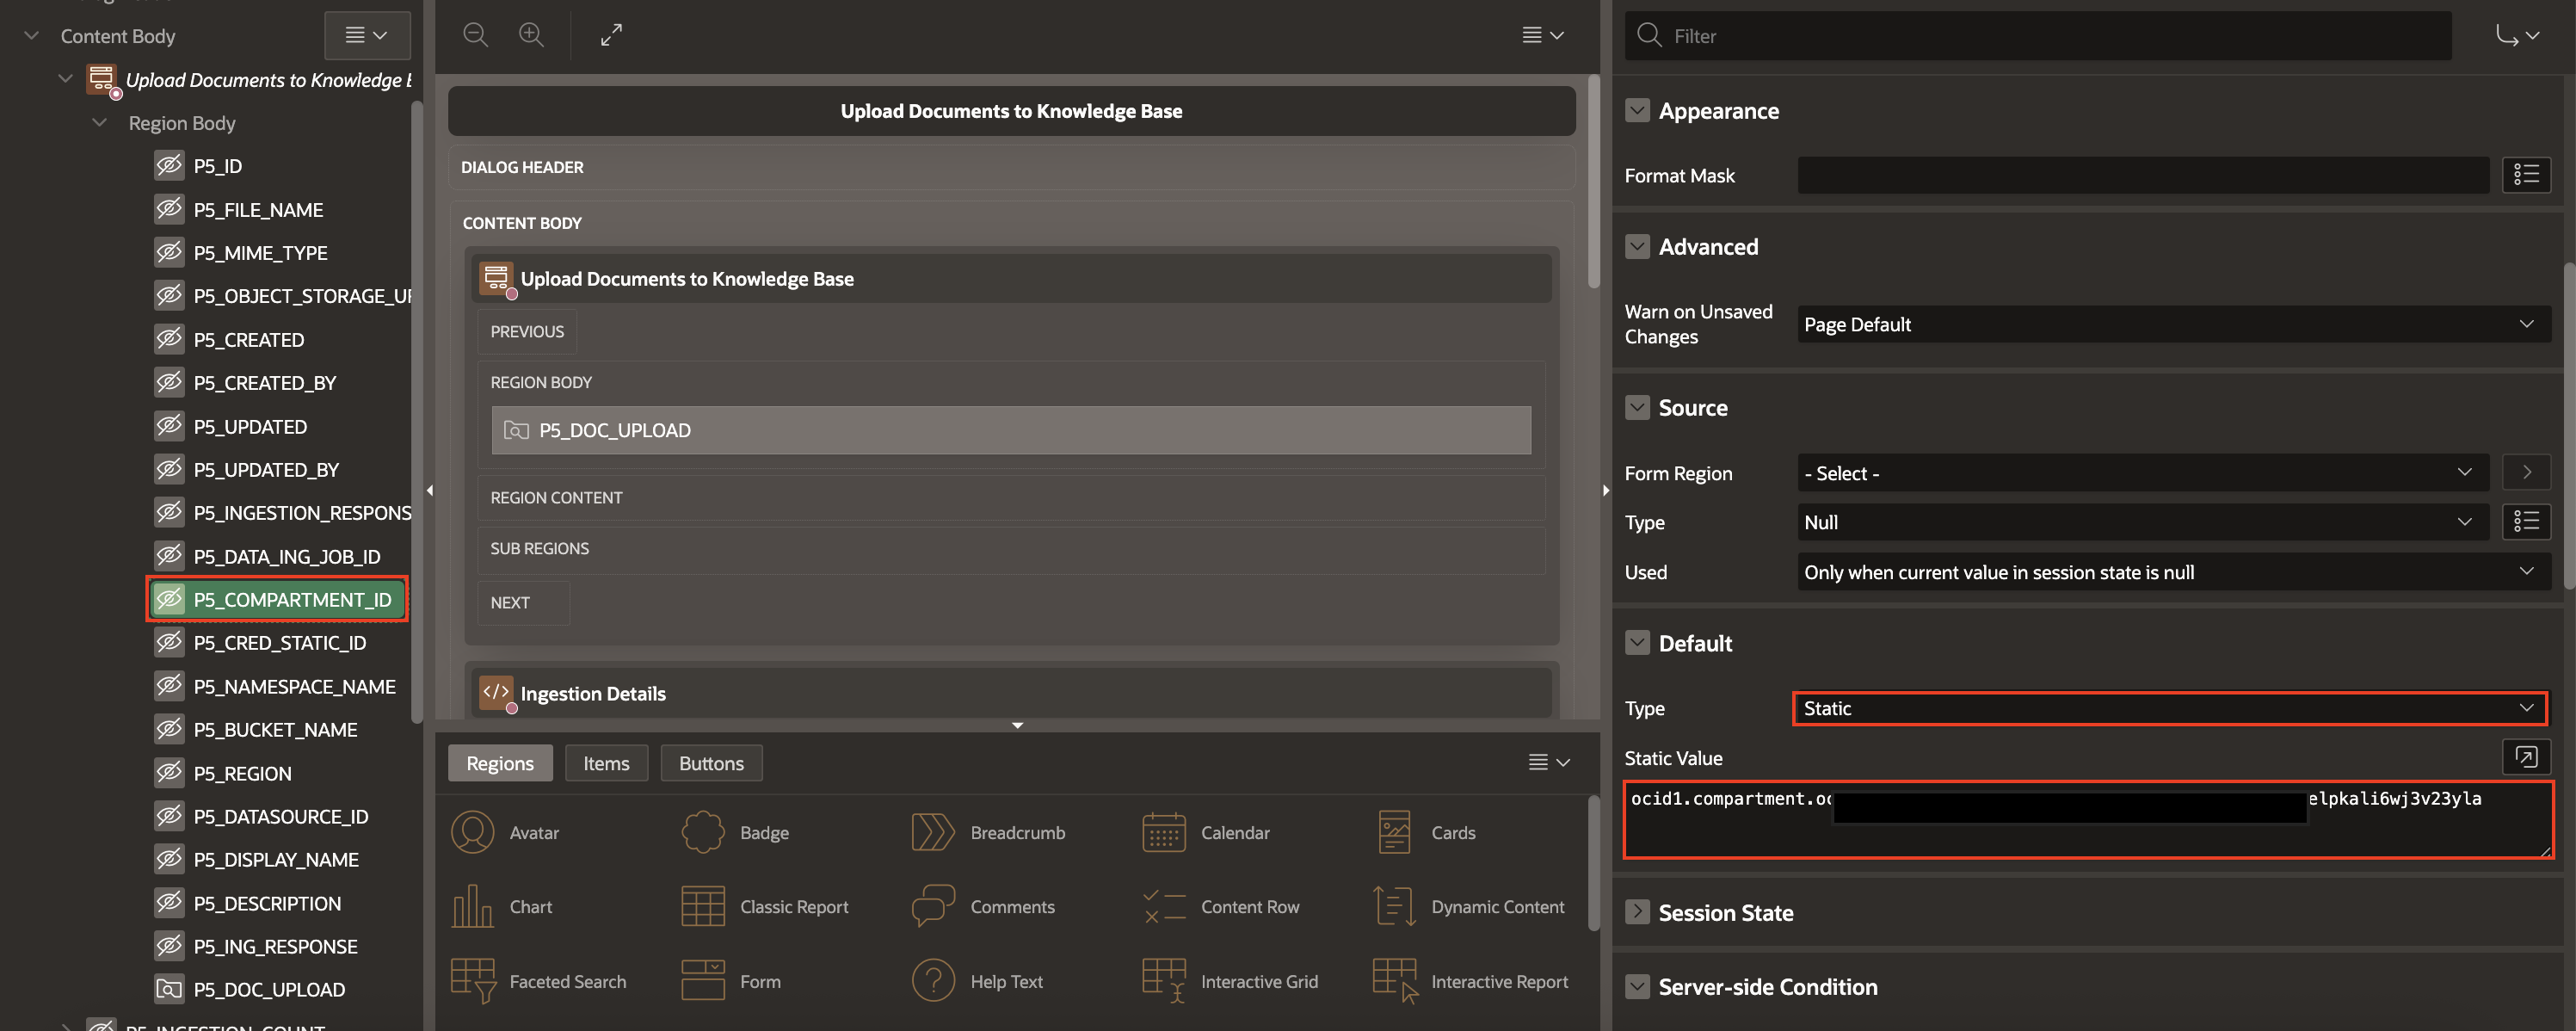 Content Body
Upload Documents to Knowledge B
Region Body
P5_ID
P5_FILE_NAME
P5_MIME_TYPE
P5_OBJECT_STORAGE_UR
P5_CREATED
P5_CREATED_BY
P5_UPDATED
P5_UPDATED_BY
P5_INGESTION_RESPONS
P5_DATA_ING_JOB_ID
P5_COMPARTMENT_ID
P5_CRED_STATIC_ID
P5_NAMESPACE_NAME
P5_BUCKET_NAME
P5_REGION
P5_DATASOURCE_ID
P5_DISPLAY_NAME
P5_DESCRIPTION
P5_ING_RESPONSE
P5_DOC_UPLOAD
P5_INGESTION_COUNT
Upload Documents to Knowledge Base
DIALOG HEADER
CONTENT BODY
Upload Documents to Knowledge Base
PREVIOUS
REGION BODY
P5_DOC_UPLOAD
REGION CONTENT
SUB REGIONS
NEXT
Ingestion Details
Regions Items Buttons
Avatar Badge Breadcrumb Calendar Cards
Chart Classic Report Comments Content Row Dynamic Content
Faceted Search Form Help Text Interactive Grid Interactive Report
Filter
Appearance
Format Mask
Advanced
Warn on Unsaved
Changes
Page Default
Source
Form Region - Select -
Type Null
Used Only when current value in session state is null
Default
Type Static
Static Value
ocid1.compartment.oc elpkali6wj3v23yla
Session State
Server-side Condition